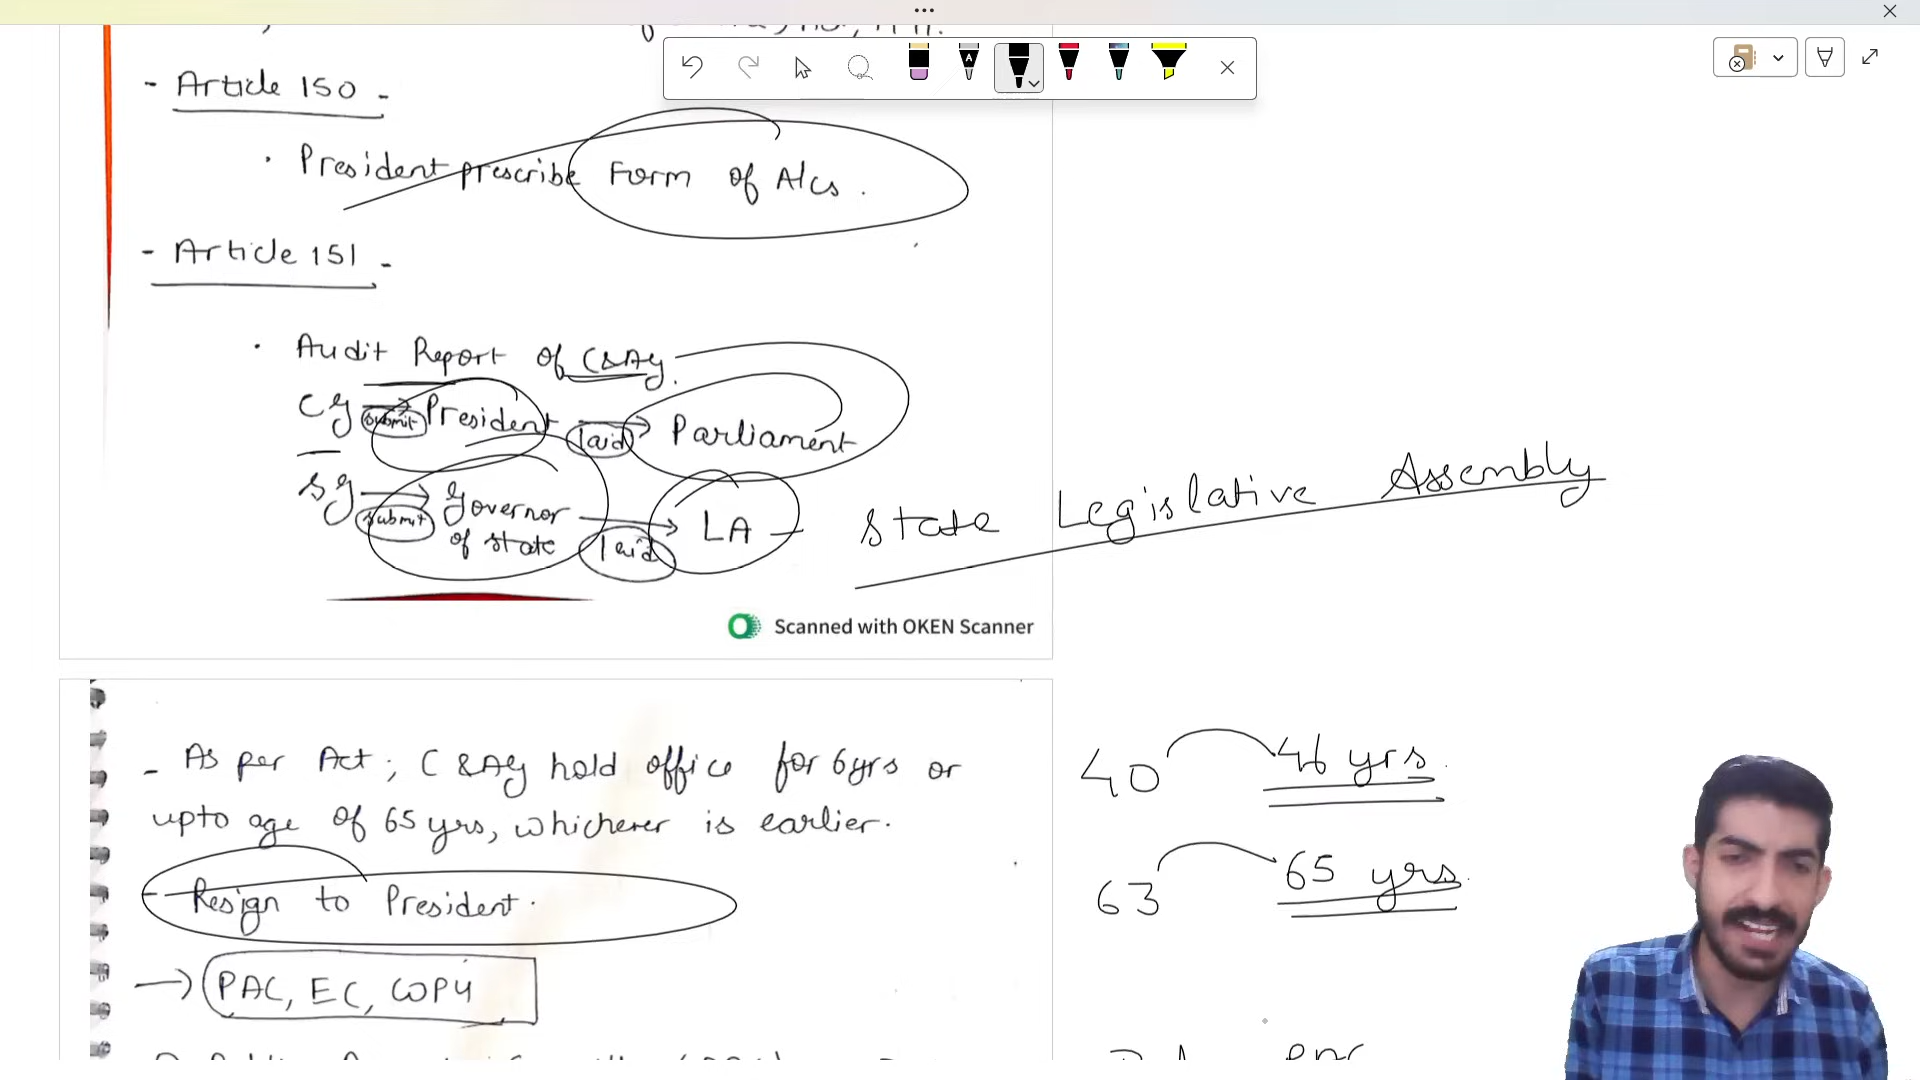 - Article 150 -
· President prescribe Form of A/cs.
- Article 151 -
· Audit Report of C&AG.
CG submit President laid Parliament
SG submit Governor of state laid LA - State Legislative Assembly
Scanned with OKEN Scanner
- As per Act; C&AG hold office for 6yrs or
upto age of 65 yrs, whichever is earlier.
- Resign to President.
→ PAC, EC, COPU
40 46 yrs.
63 65 yrs.